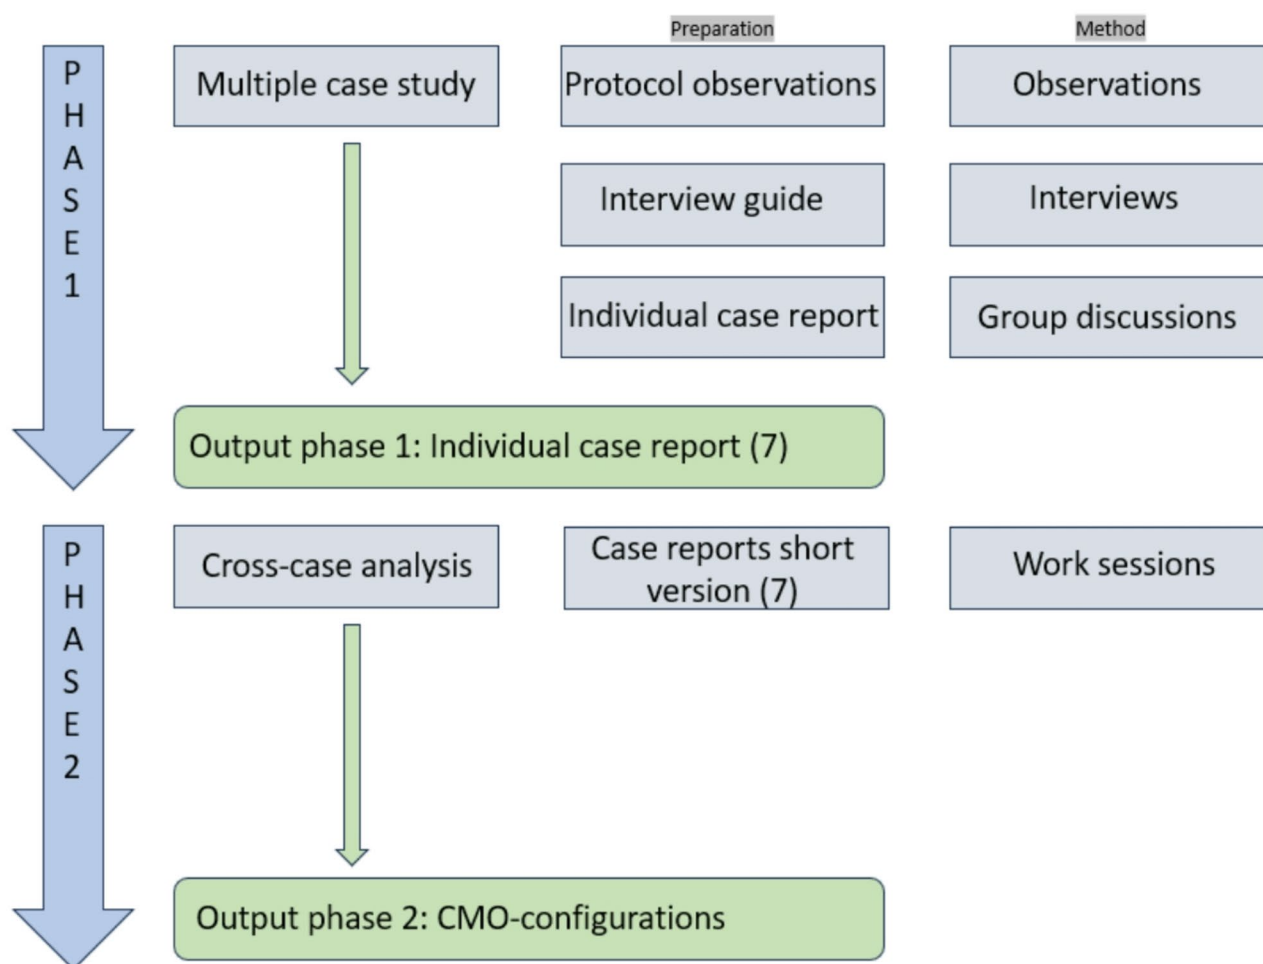 Preparation
Method
PHASE1
Multiple case study
Protocol observations
Observations
Interview guide
Interviews
Individual case report
Group discussions
Output phase 1: Individual case report (7)
PHASE2
Cross-case analysis
Case reports short
version (7)
Work sessions
Output phase 2: CMO-configurations